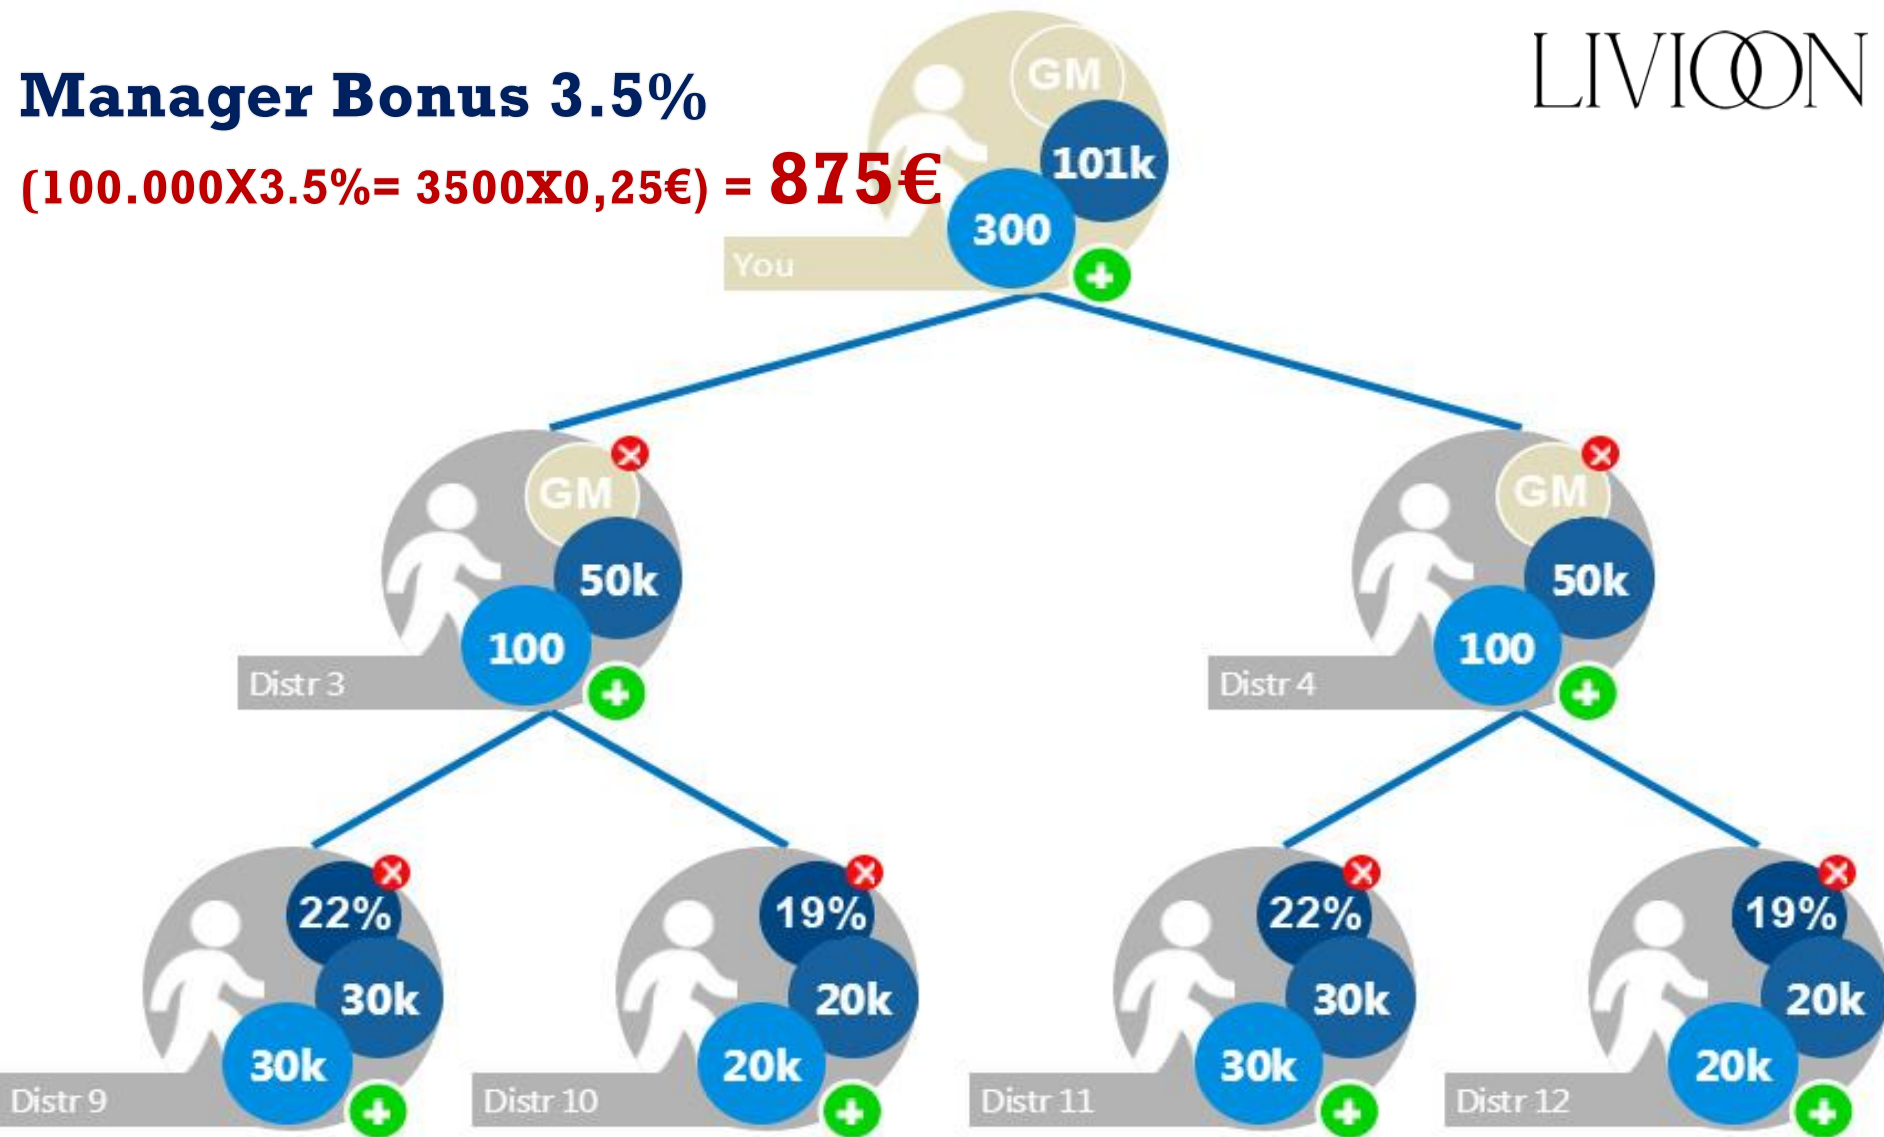 LIVIOON
Manager Bonus 3.5%
(100.000X3.5%= 3500X0,25€) = 875€
GM
101k
300
You
GM
50k
100
Distr 3
GM
50k
100
Distr 4
22%
30k
30k
Distr 9
19%
20k
20k
Distr 10
22%
30k
30k
Distr 11
19%
20k
20k
Distr 12